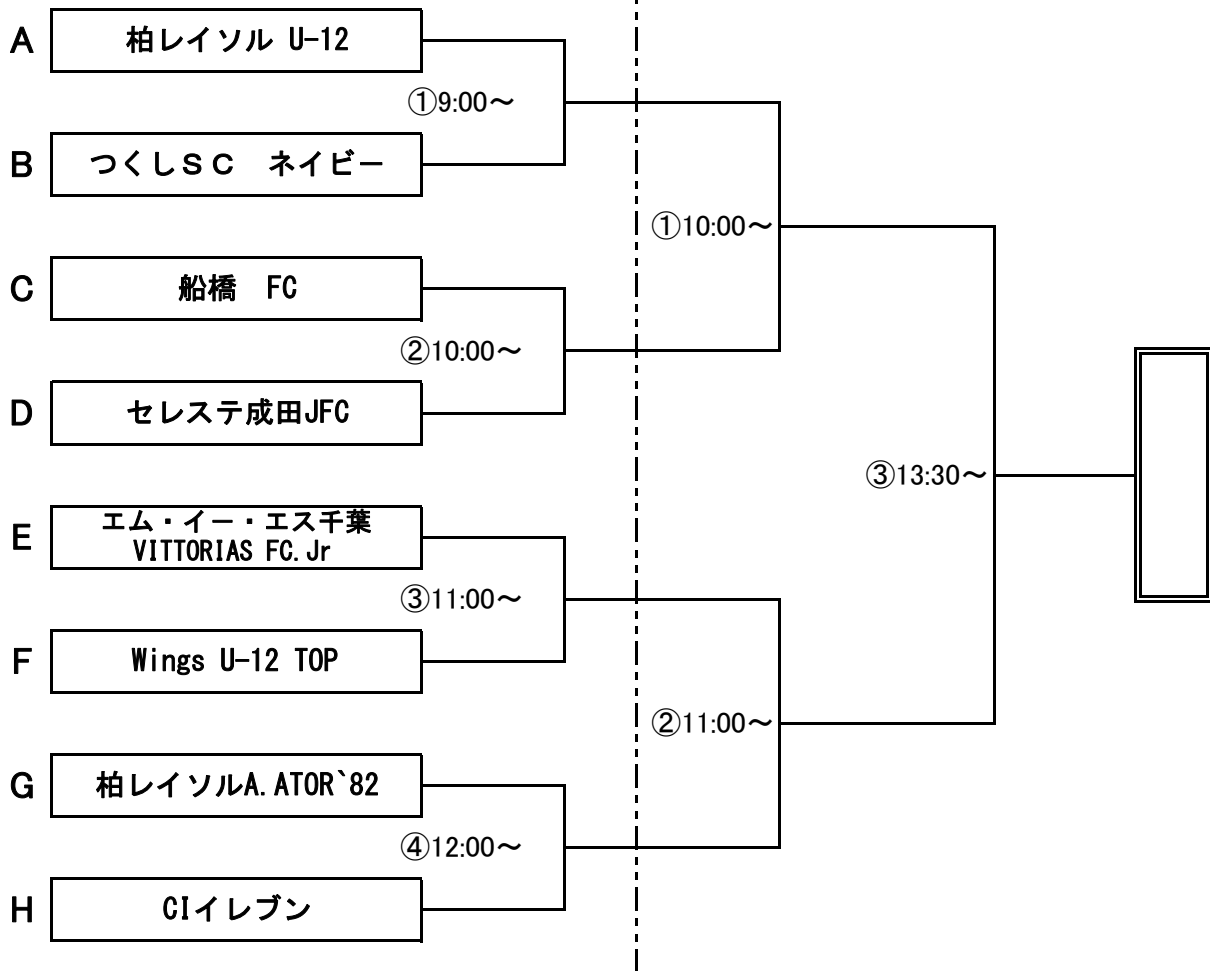 A 柏レイソル U-12
①9:00～
B つくしＳＣ　ネイビー
①10:00～
C 船橋　FC
②10:00～
D セレステ成田JFC
③13:30～
E エム・イー・エス千葉
VITTORIAS FC.Jr
③11:00～
F Wings U-12 TOP
②11:00～
G 柏レイソルA.ATOR`82
④12:00～
H CIイレブン